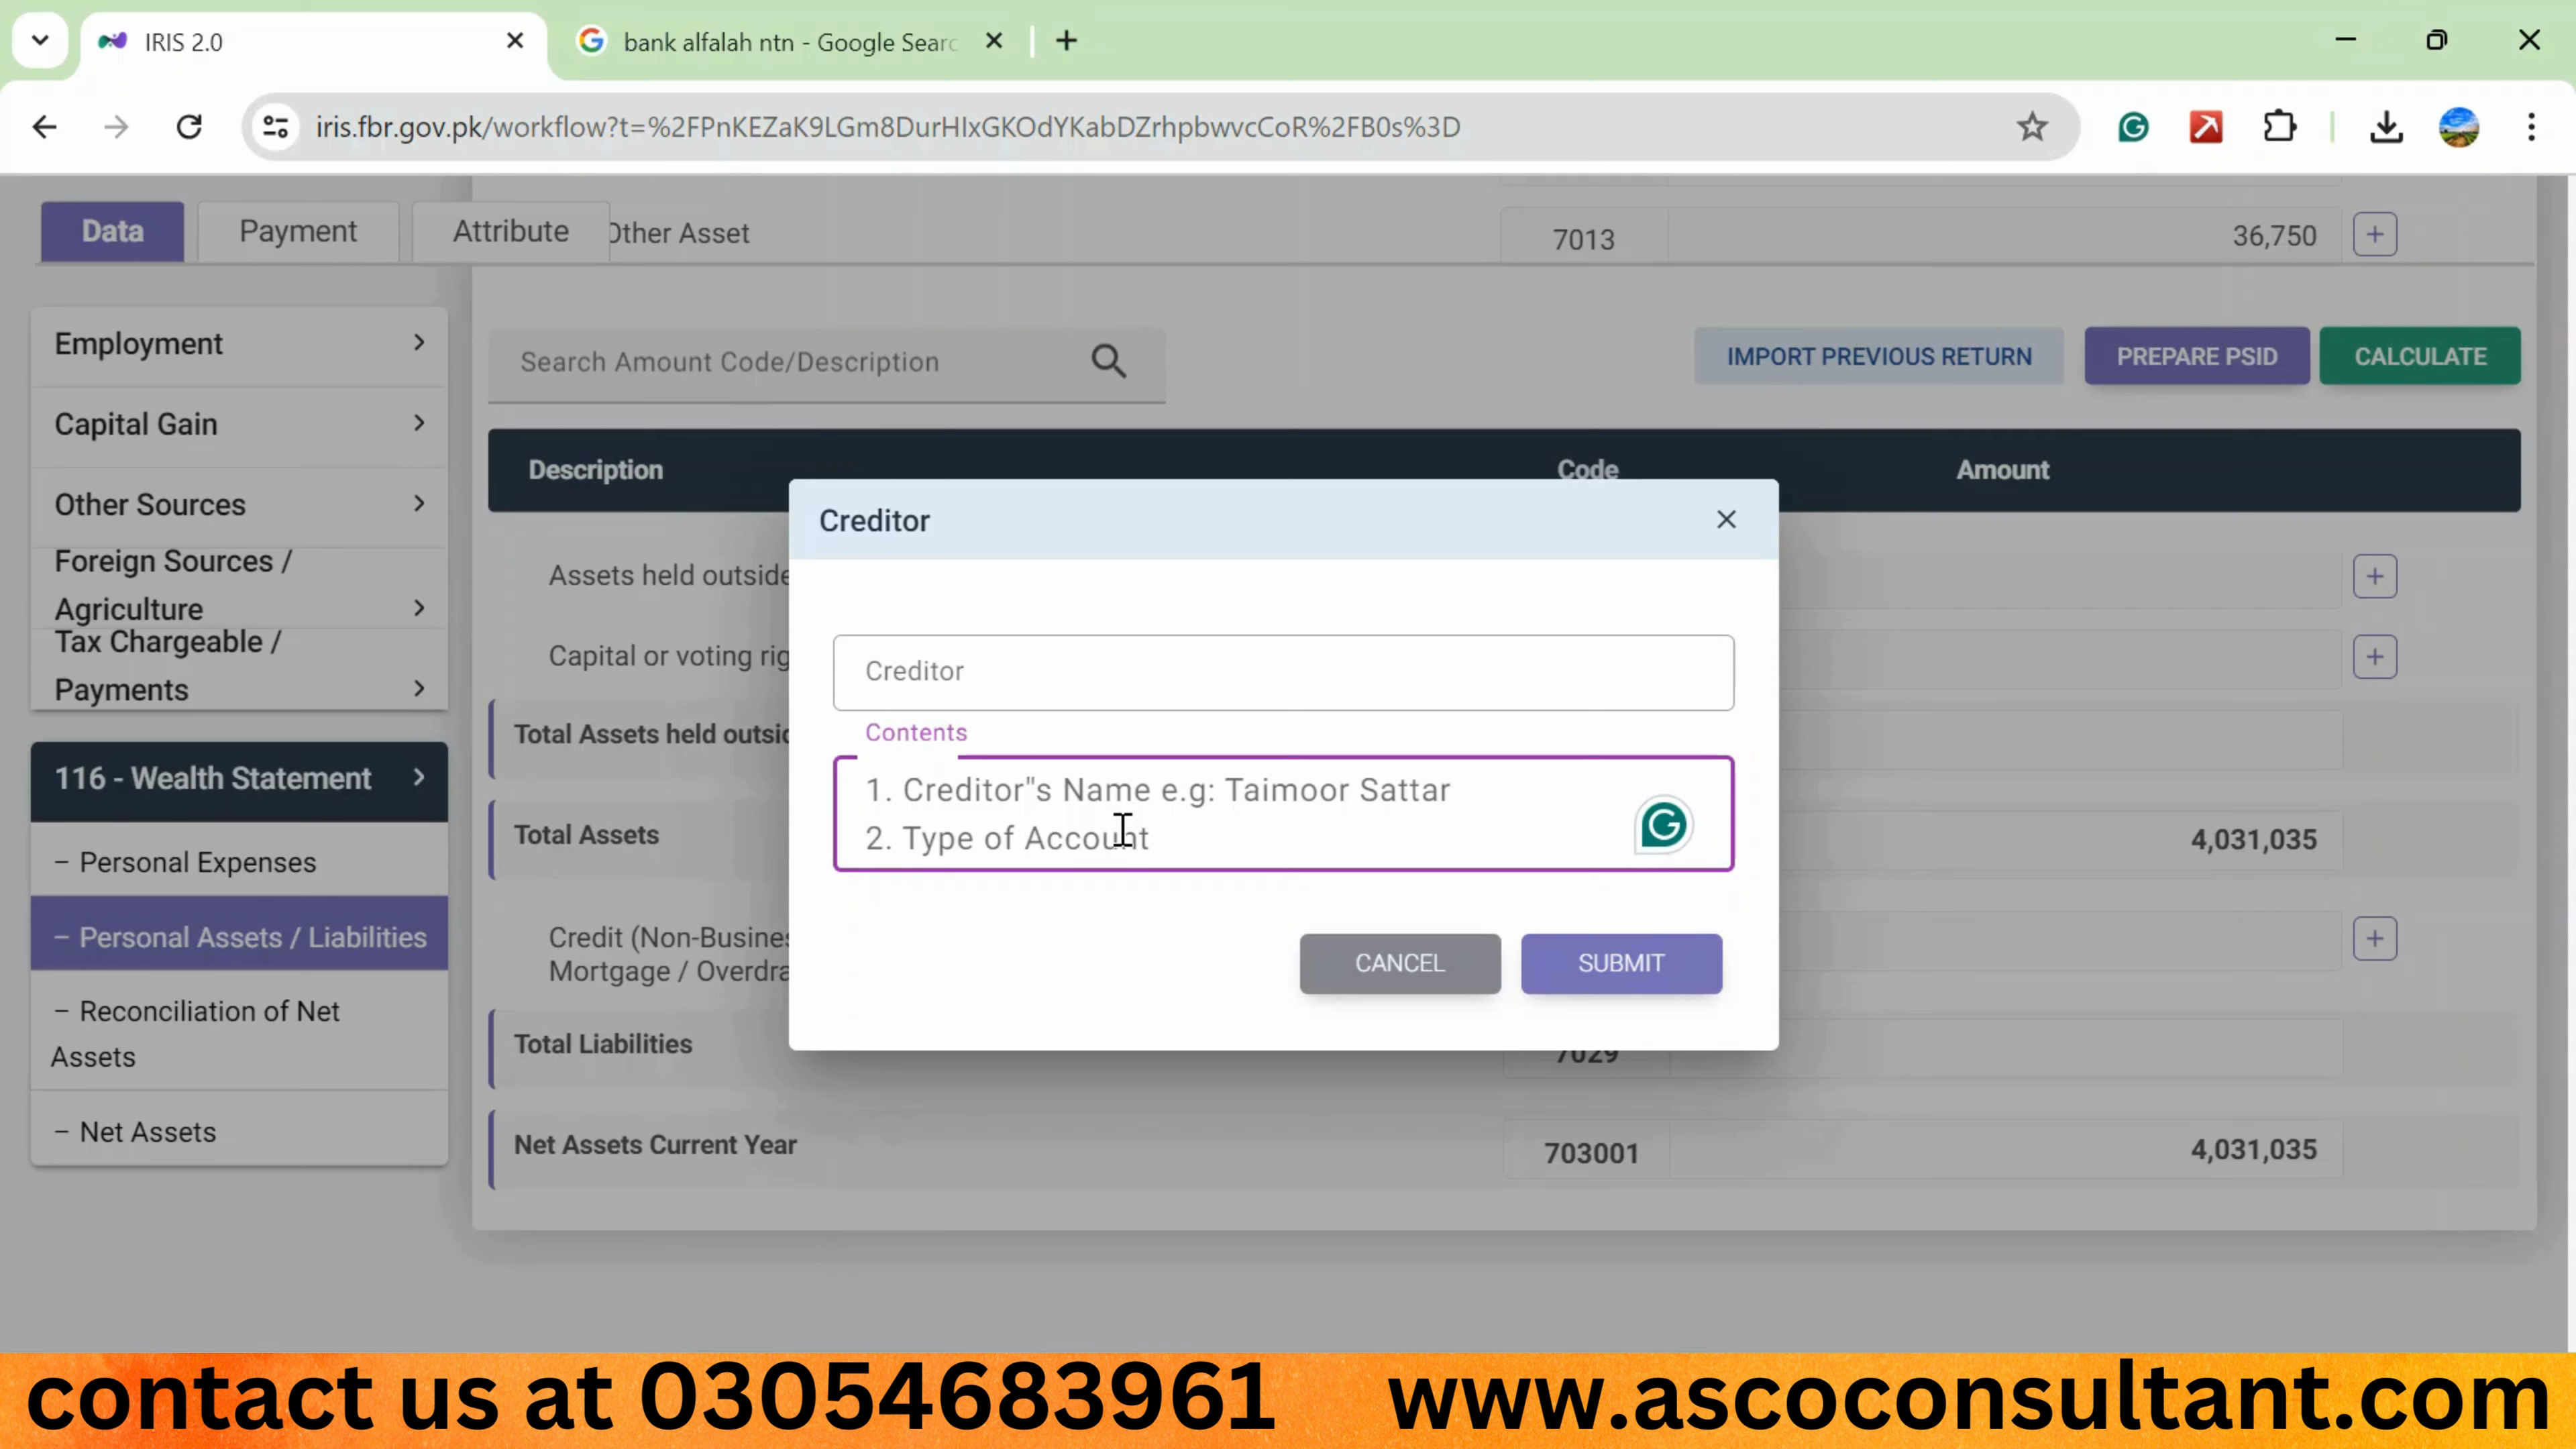 IRIS 2.0
bank alfalah ntn - Google Searc
iris.fbr.gov.pk/workflow?t=%2FPnKEZaK9LGm8DurHIxGKOdYKabDZrhpbwvcCoR%2FB0s%3D
Data
Payment
Attribute
Other Asset
7013
36,750
Employment
Capital Gain
Other Sources
Foreign Sources /
Agriculture
Tax Chargeable /
Payments
116 - Wealth Statement
– Personal Expenses
– Personal Assets / Liabilities
– Reconciliation of Net
Assets
– Net Assets
Search Amount Code/Description
IMPORT PREVIOUS RETURN
PREPARE PSID
CALCULATE
Description
Code
Amount
Assets held outside
Capital or voting rig
Total Assets held outsid
Total Assets
4,031,035
Credit (Non-Busines
Mortgage / Overdra
Total Liabilities
7029
Net Assets Current Year
703001
4,031,035
Creditor
Creditor
Contents
1. Creditor"s Name e.g: Taimoor Sattar
2. Type of Account
CANCEL
SUBMIT
contact us at 03054683961
www.ascoconsultant.com